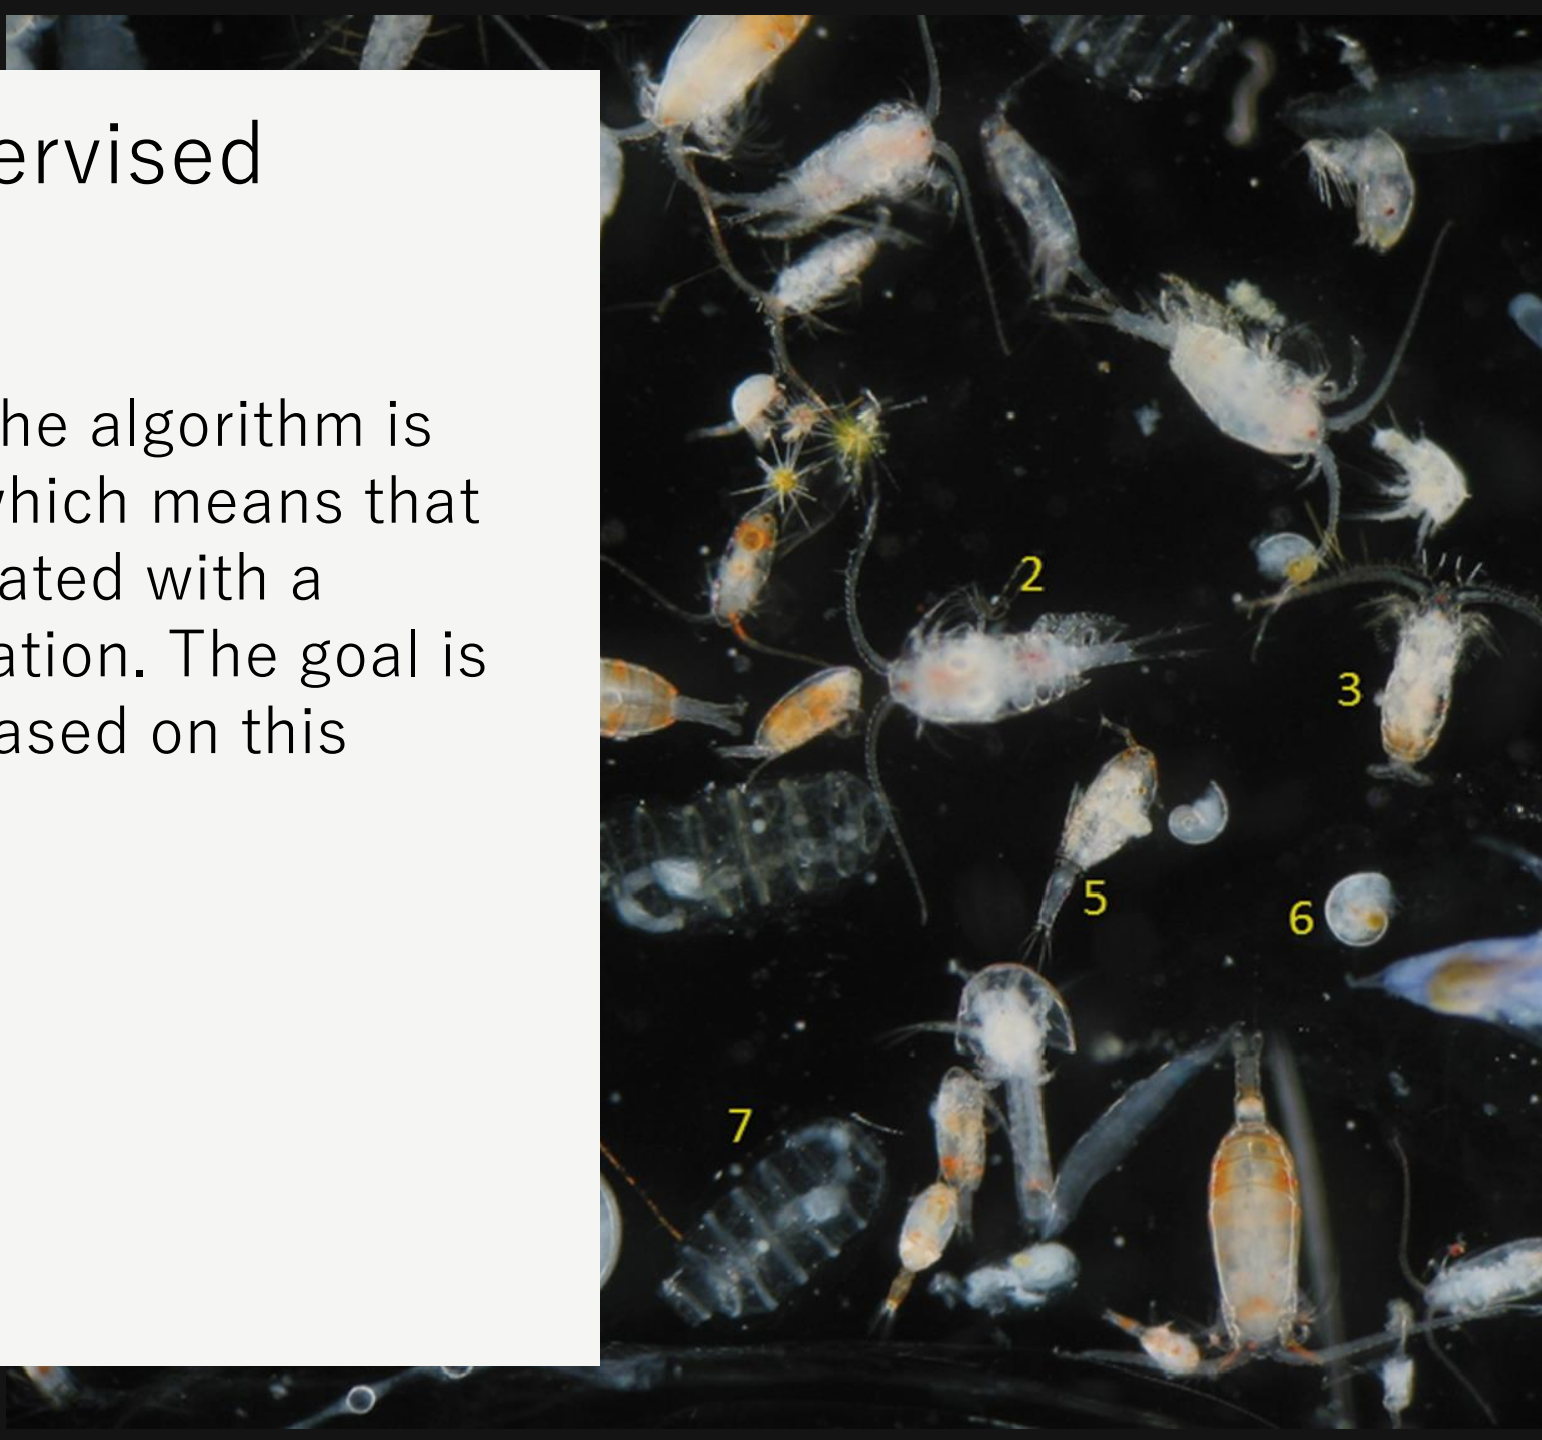 ervised
he algorithm is
hich means that
ated with a
ation. The goal is
ased on this
2
3
5
6
7